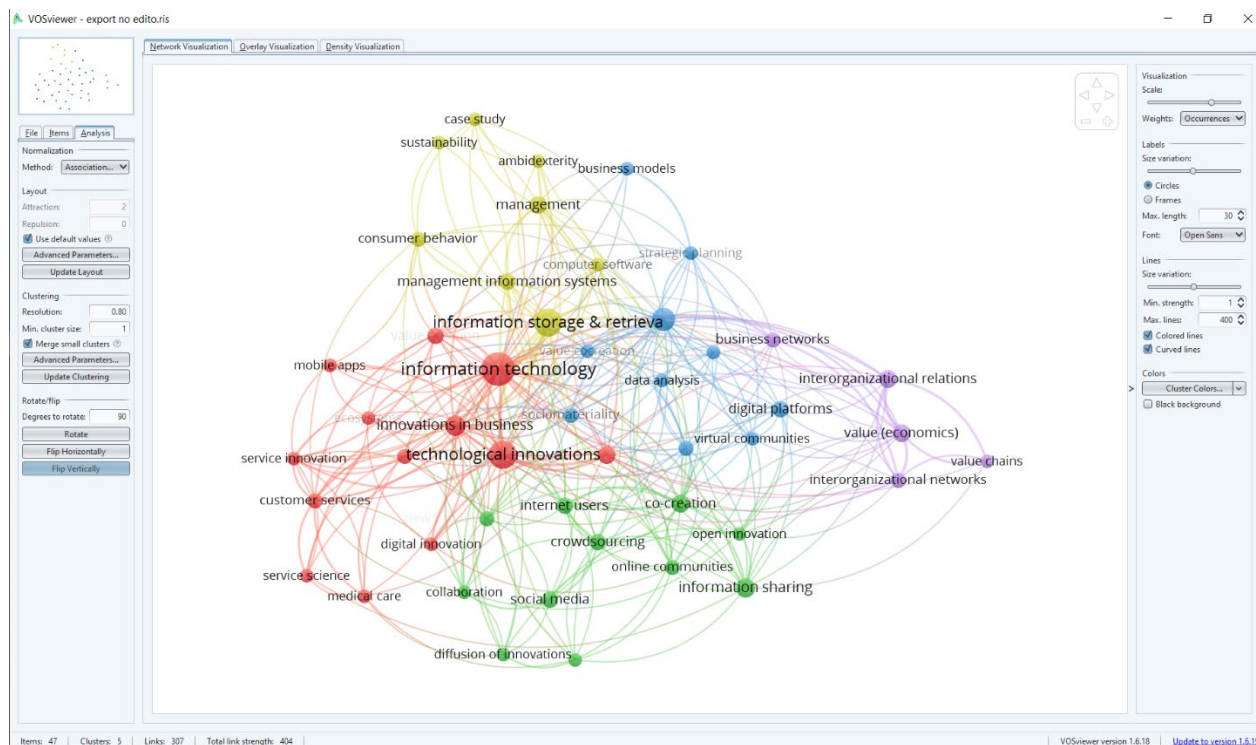 VOSviewer - export no edito.ris
Network Visualization Overlay Visualization Density Visualization
File Items Analysis
Normalization
Method: Association...
Layout
Attraction: 2
Repulsion: 0
Use default values
Advanced Parameters...
Update Layout
Clustering
Resolution: 0.80
Min. cluster size: 1
Merge small clusters
Advanced Parameters...
Update Clustering
Rotate/flip
Degrees to rotate: 90
Rotate
Flip Horizontally
Flip Vertically
case study
sustainability
ambidexterity
business models
management
consumer behavior
strategic planning
computer software
management information systems
information storage & retrieva
business networks
value cocreation
mobile apps
information technology
data analysis
interorganizational relations
ecosystems
sociomateriality
digital platforms
innovations in business
virtual communities
value (economics)
service innovation
technological innovations
value chains
interorganizational networks
customer services
internet users
co-creation
open innovation
digital innovation
crowdsourcing
online communities
service science
medical care
collaboration
social media
information sharing
diffusion of innovations
Visualization
Scale:
Weights: Occurrences
Labels
Size variation:
Circles
Frames
Max. length: 30
Font: Open Sans
Lines
Size variation:
Min. strength: 1
Max. lines: 400
Colored lines
Curved lines
Colors
Cluster Colors...
Black background
Items: 47 Clusters: 5 Links: 307 Total link strength: 404
VOSviewer version 1.6.18 Update to version 1.6.1